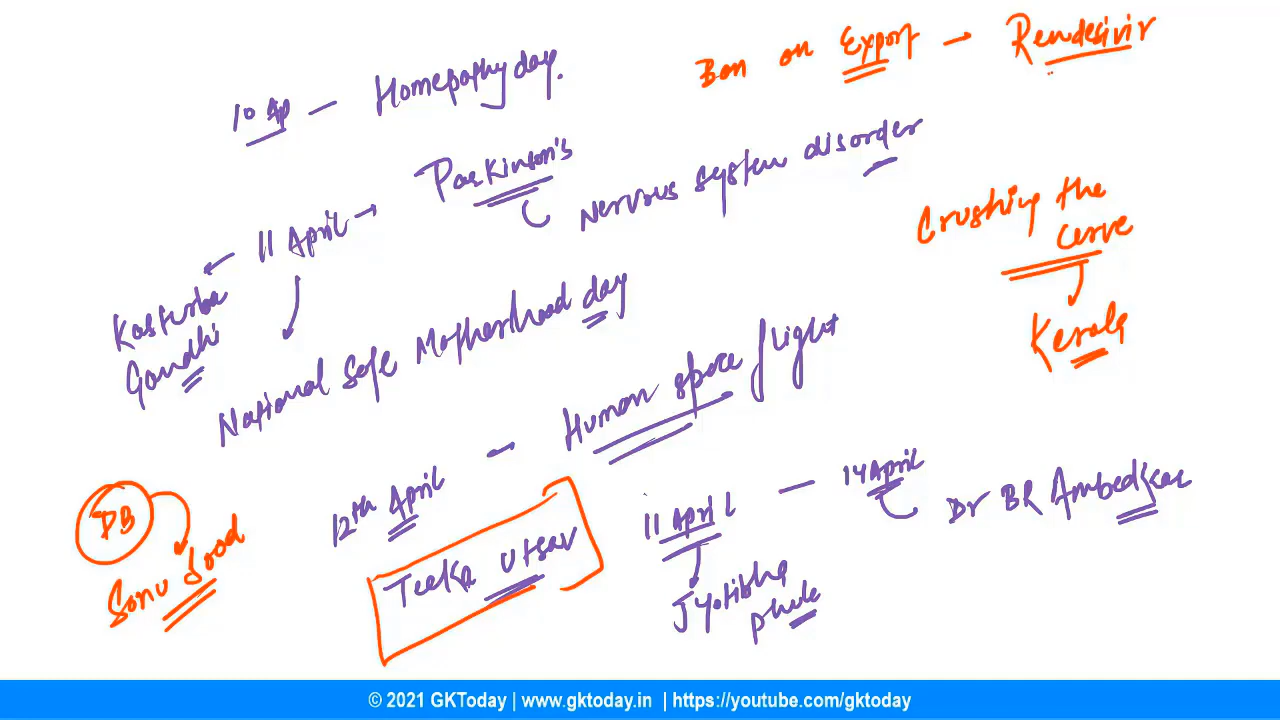 Ban on Export - Remdesivir
10 Ap - Homepathy day.
Parkinson's
Nervous system disorder
11 April
Crushing the
curve
Kerala
Kasturba
Gandhi
National Safe Motherhood day
Human space flight
12th April
11 April - 14 April
Dr BR Ambedkar
Jyotibha
phule
Teeka Utsav
DB
Sonu Sood
© 2021 GKToday | www.gktoday.in | https://youtube.com/gktoday